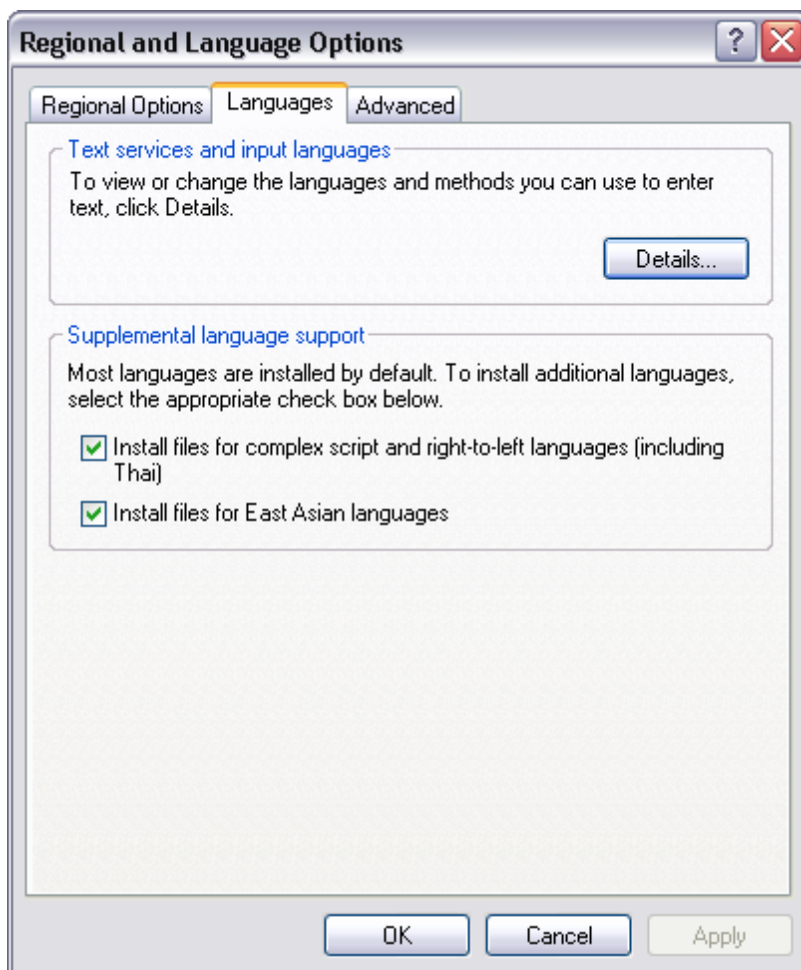 Regional and Language Options
Regional Options Languages Advanced
Text services and input languages
To view or change the languages and methods you can use to enter
text, click Details.
Details...
Supplemental language support
Most languages are installed by default. To install additional languages,
select the appropriate check box below.
Install files for complex script and right-to-left languages (including
Thai)
Install files for East Asian languages
OK Cancel Apply